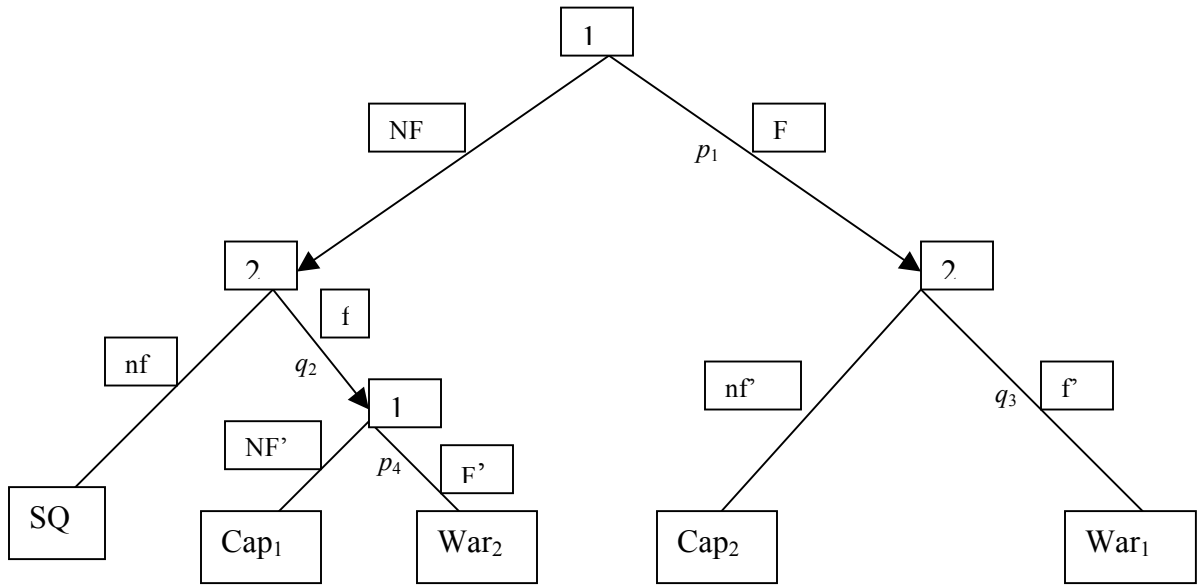 1
NF
F
p₁
2
2
f
nf
q₂
nf’
f’
q₃
1
NF’
p₄
F’
SQ
Cap₁
War₂
Cap₂
War₁